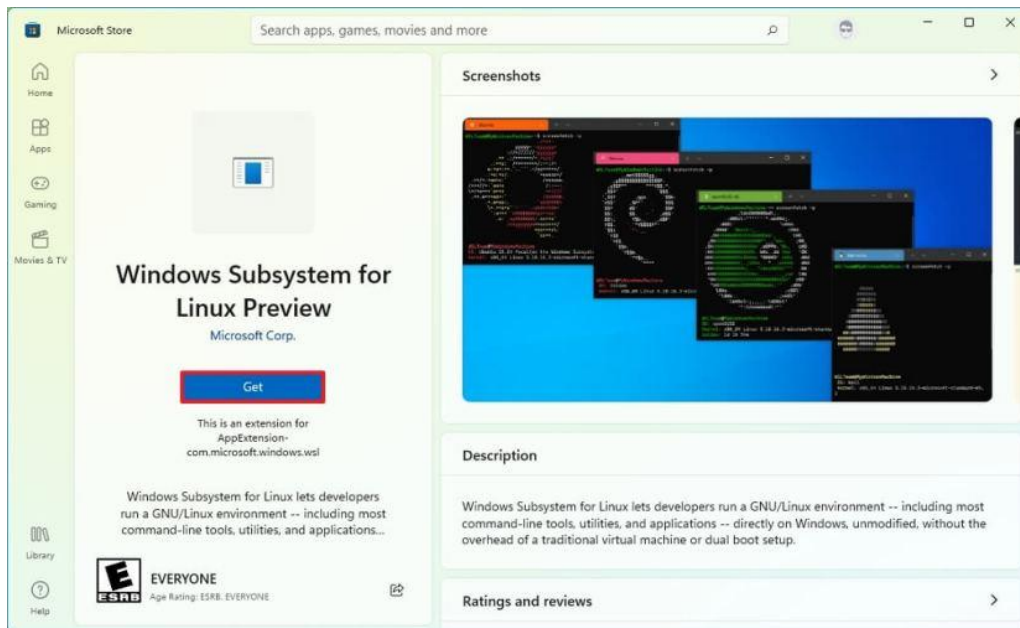 Microsoft Store
Search apps, games, movies and more
Home
Apps
Gaming
Movies & TV
Library
Help
Windows Subsystem for
Linux Preview
Microsoft Corp.
Get
This is an extension for
AppExtension-
com.microsoft.windows.wsl
Windows Subsystem for Linux lets developers
run a GNU/Linux environment -- including most
command-line tools, utilities, and applications...
E
ESRB
EVERYONE
Age Rating: ESRB: EVERYONE
Screenshots
Description
Windows Subsystem for Linux lets developers run a GNU/Linux environment -- including most
command-line tools, utilities, and applications -- directly on Windows, unmodified, without the
overhead of a traditional virtual machine or dual boot setup.
Ratings and reviews